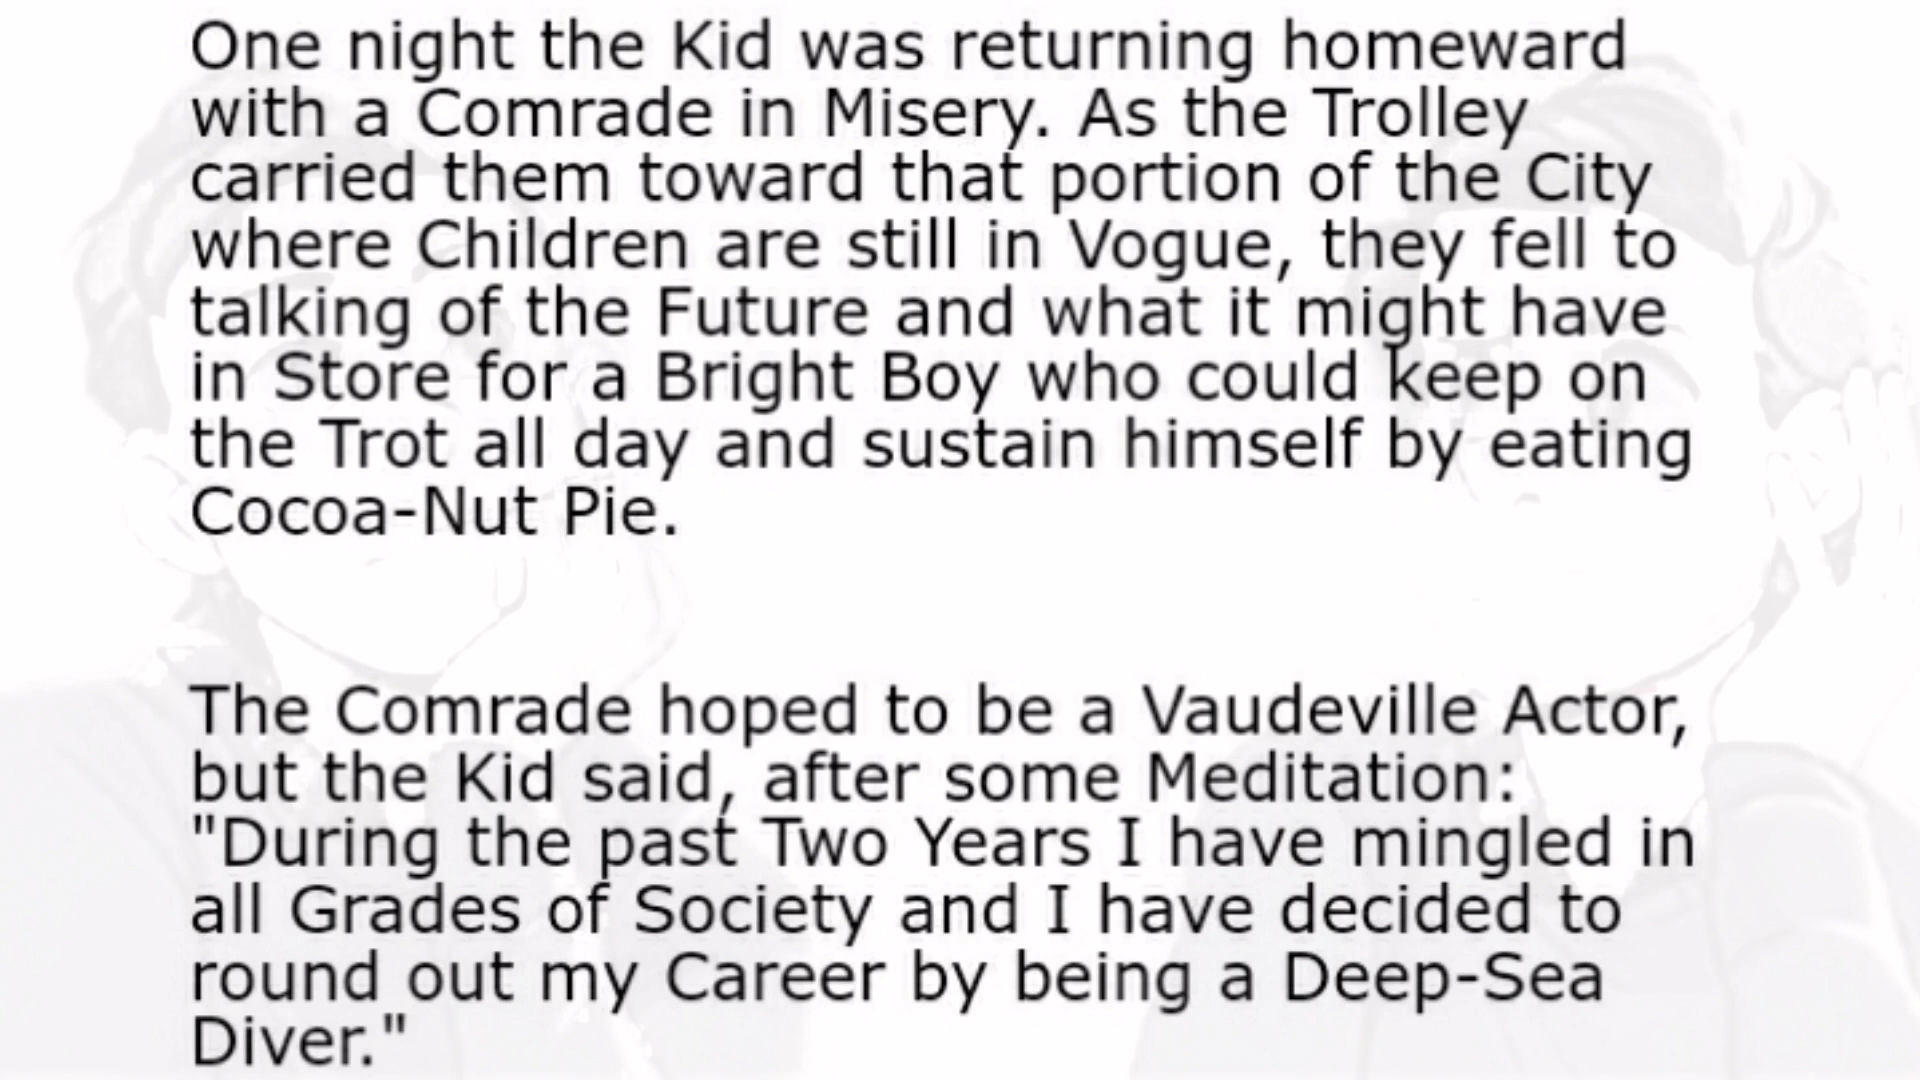 One night the Kid was returning homeward
with a Comrade in Misery. As the Trolley
carried them toward that portion of the City
where Children are still in Vogue, they fell to
talking of the Future and what it might have
in Store for a Bright Boy who could keep on
the Trot all day and sustain himself by eating
Cocoa-Nut Pie.
The Comrade hoped to be a Vaudeville Actor,
but the Kid said, after some Meditation:
"During the past Two Years I have mingled in
all Grades of Society and I have decided to
round out my Career by being a Deep-Sea
Diver."